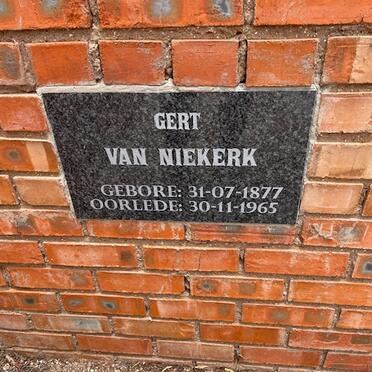 GERT
VAN NIEKERK
GEBORE: 31-07-1877
OORLEDE: 30-11-1965